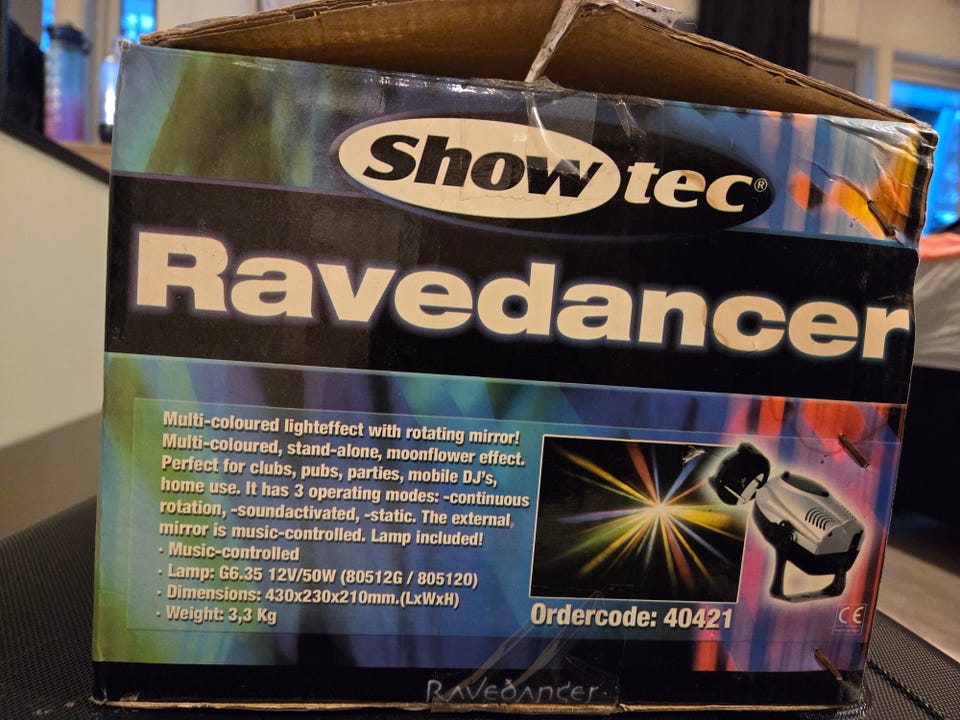 Showtec®
Ravedancer
Multi-coloured lighteffect with rotating mirror!
Multi-coloured, stand-alone, moonflower effect.
Perfect for clubs, pubs, parties, mobile DJ's,
home use. It has 3 operating modes: -continuous
rotation, -soundactivated, -static. The external
mirror is music-controlled. Lamp included!
· Music-controlled
· Lamp: G6.35 12V/50W (80512G / 805120)
· Dimensions: 430x230x210mm.(LxWxH)
· Weight: 3,3 Kg
Ordercode: 40421
CE
Ravedancer